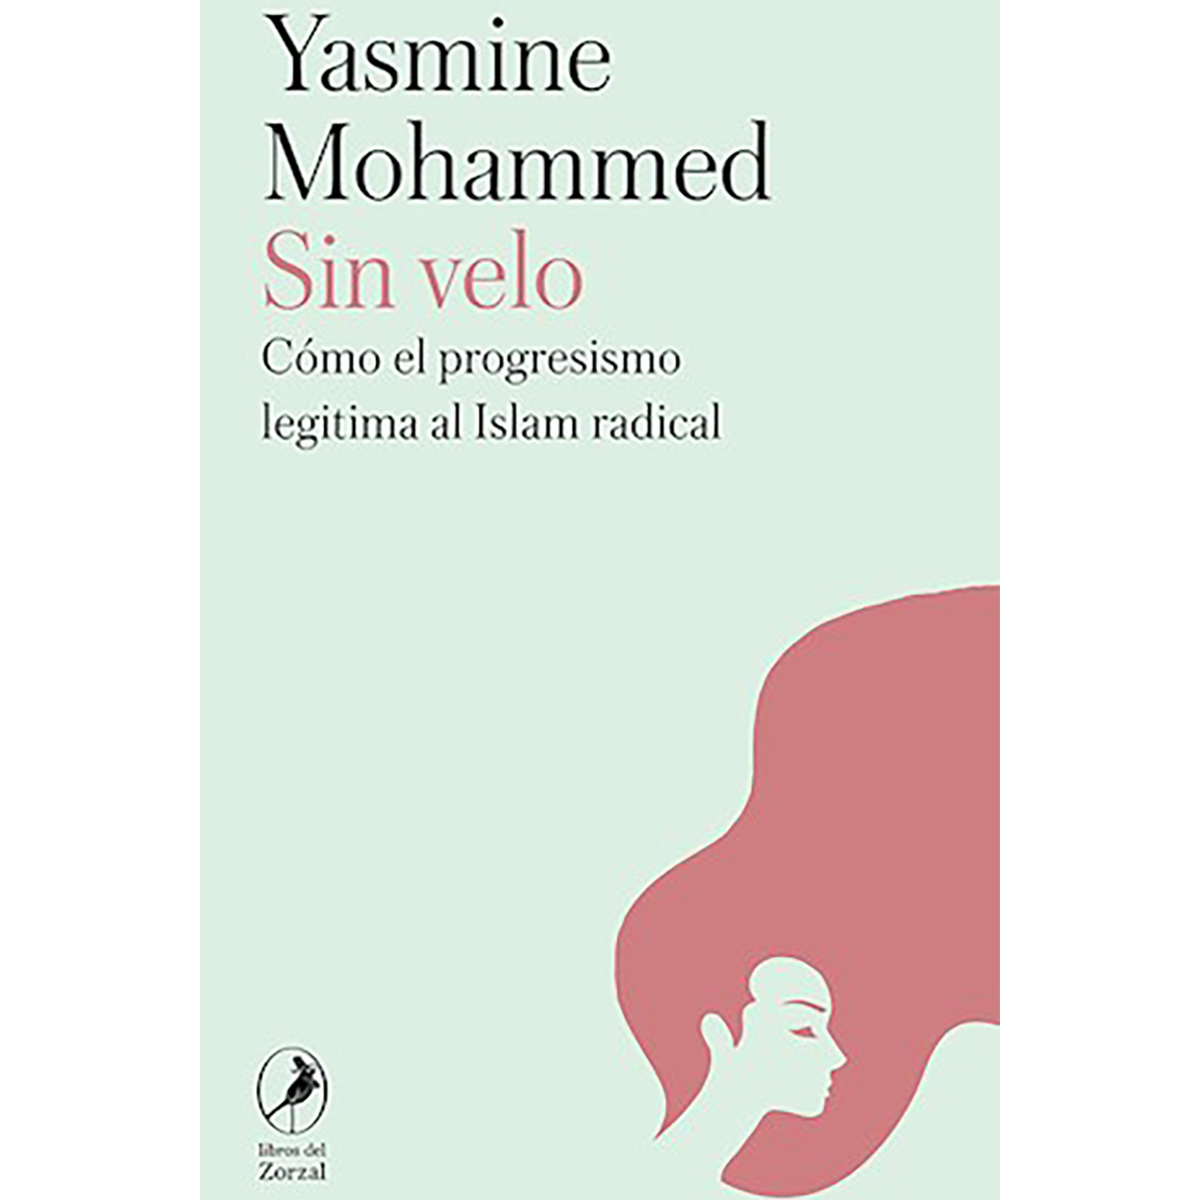 Yasmine
Mohammed
Sin velo
Cómo el progresismo
legitima al Islam radical
libros del
Zorzal